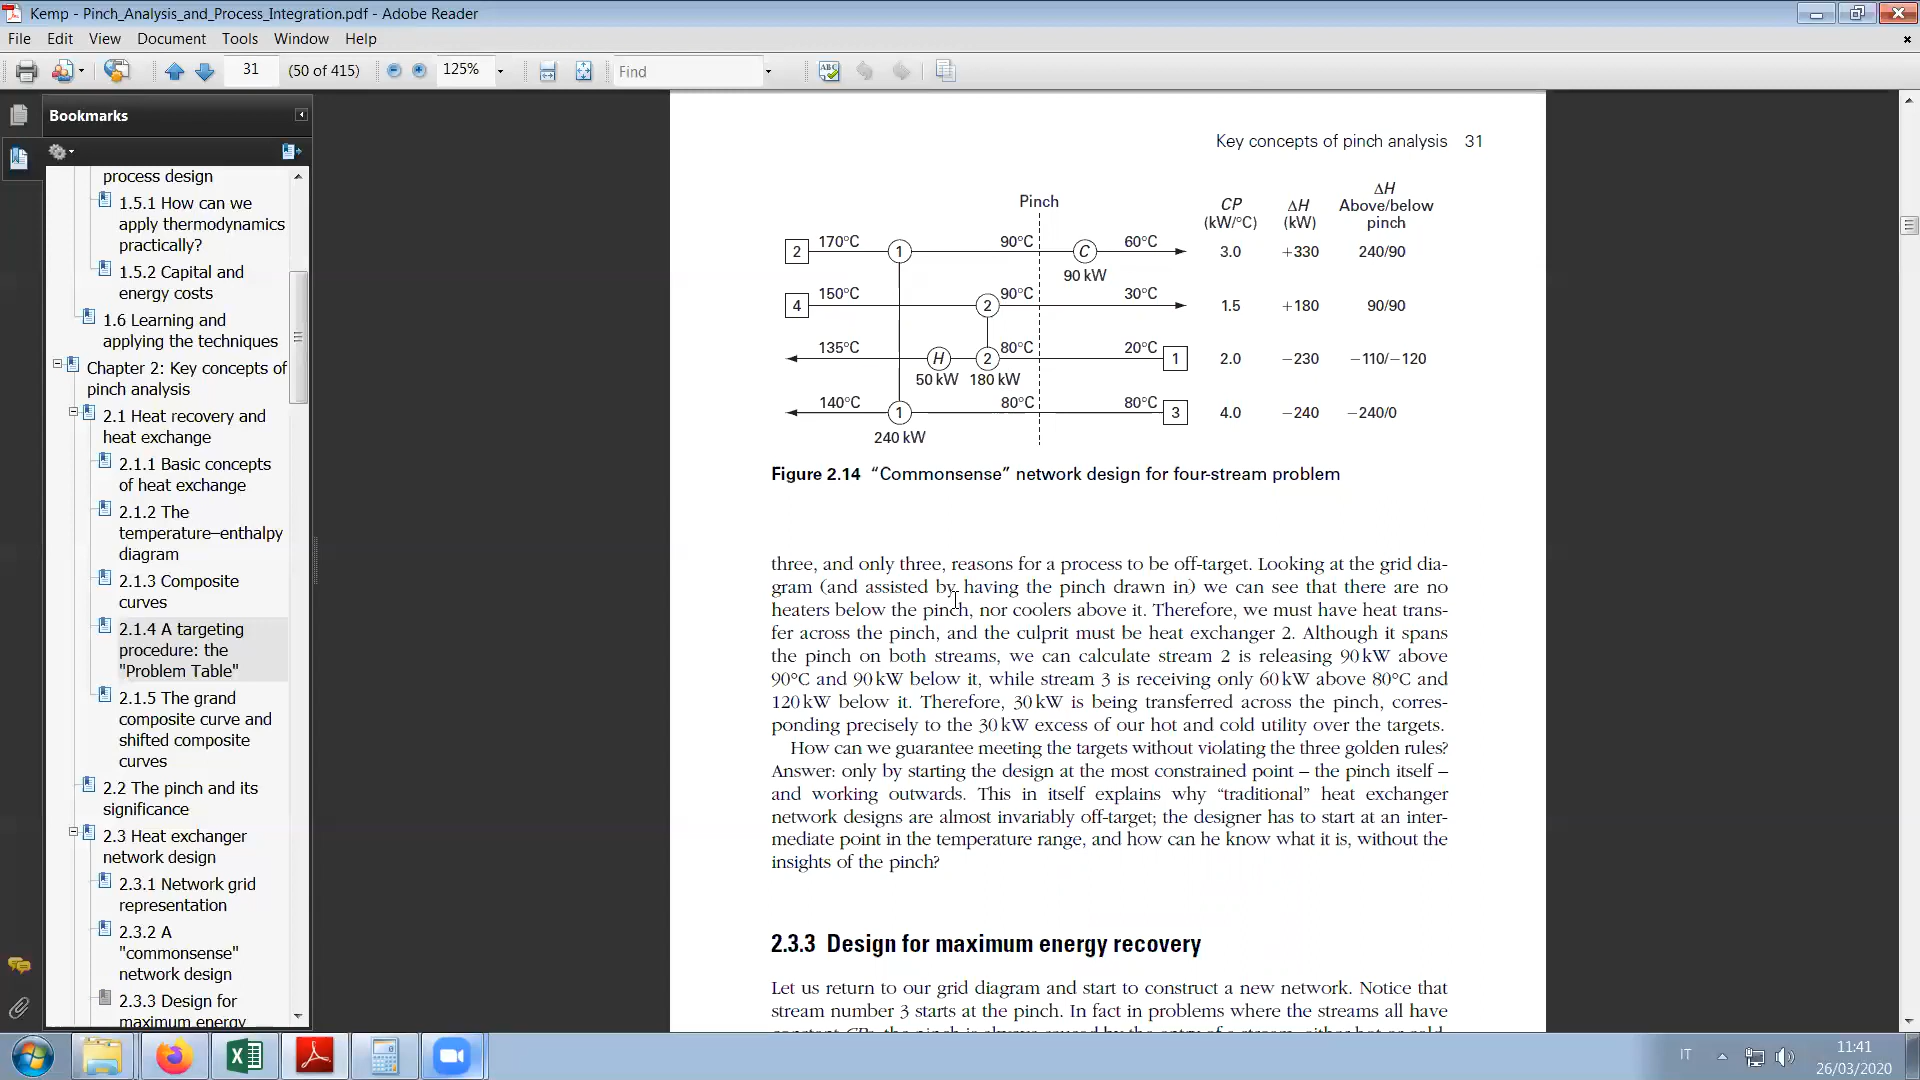 Kemp - Pinch_Analysis_and_Process_Integration.pdf - Adobe Reader
File Edit View Document Tools Window Help
31 (50 of 415) 125% Find
Bookmarks
process design
1.5.1 How can we
apply thermodynamics
practically?
1.5.2 Capital and
energy costs
1.6 Learning and
applying the techniques
Chapter 2: Key concepts of
pinch analysis
2.1 Heat recovery and
heat exchange
2.1.1 Basic concepts
of heat exchange
2.1.2 The
temperature–enthalpy
diagram
2.1.3 Composite
curves
2.1.4 A targeting
procedure: the
"Problem Table"
2.1.5 The grand
composite curve and
shifted composite
curves
2.2 The pinch and its
significance
2.3 Heat exchanger
network design
2.3.1 Network grid
representation
2.3.2 A
"commonsense"
network design
2.3.3 Design for
maximum energy
Key concepts of pinch analysis 31
Pinch
CP
(kW/°C)
ΔH
(kW)
ΔH
Above/below
pinch
2 170°C 1 90°C C 60°C 3.0 +330 240/90
90 kW
4 150°C 2 90°C 30°C 1.5 +180 90/90
135°C H 2 80°C 20°C 1 2.0 −230 −110/−120
50 kW 180 kW
140°C 1 80°C 80°C 3 4.0 −240 −240/0
240 kW
Figure 2.14 “Commonsense” network design for four-stream problem
three, and only three, reasons for a process to be off-target. Looking at the grid dia-
gram (and assisted by having the pinch drawn in) we can see that there are no
heaters below the pinch, nor coolers above it. Therefore, we must have heat trans-
fer across the pinch, and the culprit must be heat exchanger 2. Although it spans
the pinch on both streams, we can calculate stream 2 is releasing 90 kW above
90°C and 90 kW below it, while stream 3 is receiving only 60 kW above 80°C and
120 kW below it. Therefore, 30 kW is being transferred across the pinch, corres-
ponding precisely to the 30 kW excess of our hot and cold utility over the targets.
How can we guarantee meeting the targets without violating the three golden rules?
Answer: only by starting the design at the most constrained point – the pinch itself –
and working outwards. This in itself explains why “traditional” heat exchanger
network designs are almost invariably off-target; the designer has to start at an inter-
mediate point in the temperature range, and how can he know what it is, without the
insights of the pinch?
2.3.3 Design for maximum energy recovery
Let us return to our grid diagram and start to construct a new network. Notice that
stream number 3 starts at the pinch. In fact in problems where the streams all have
IT
11:41
26/03/2020